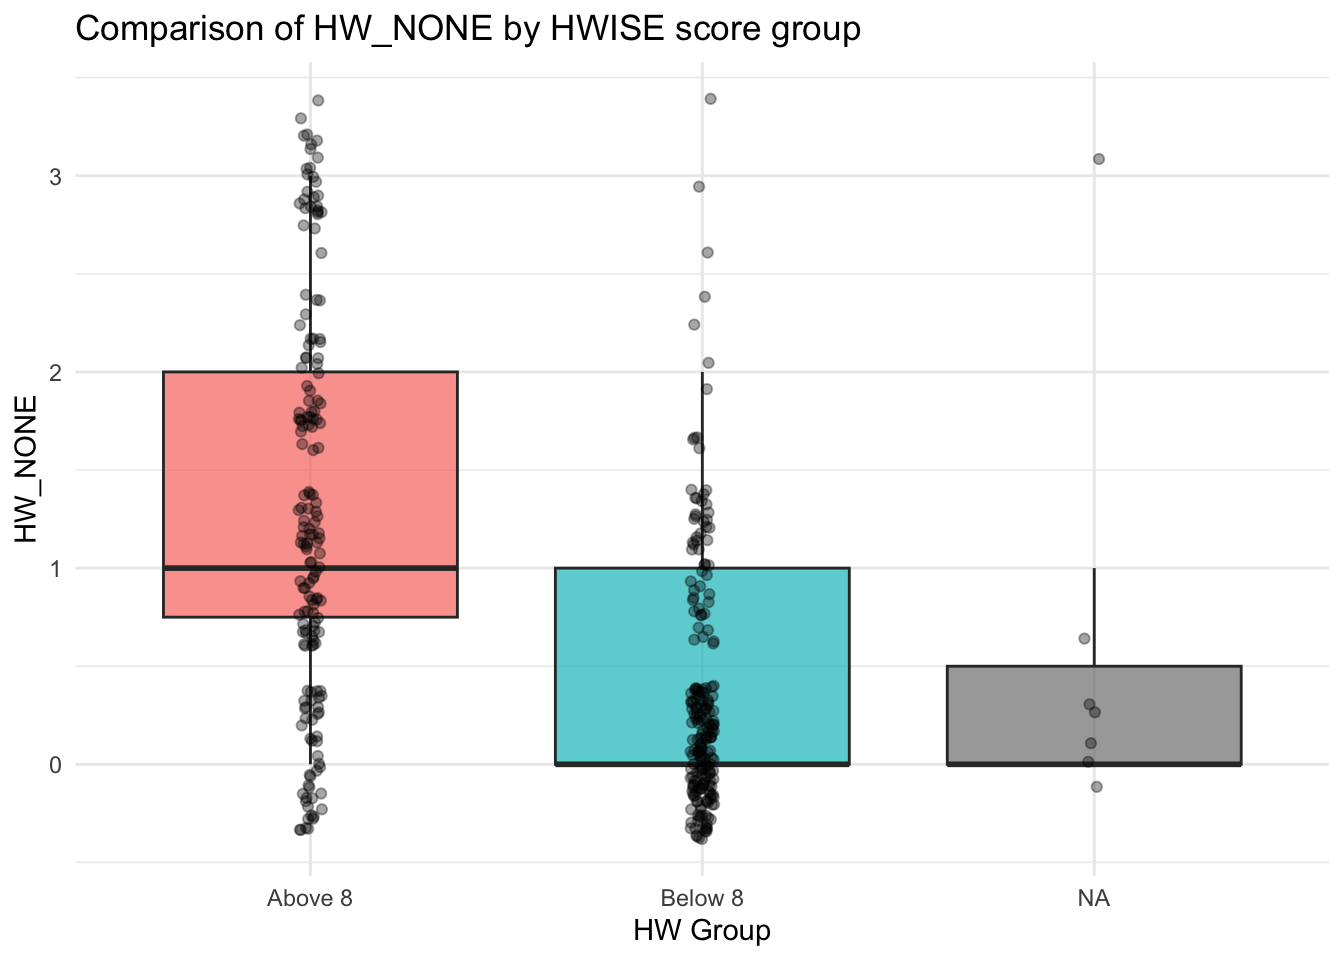 Comparison of HW_NONE by HWISE score group
3
2
1
0
HW_NONE
Above 8
Below 8
NA
HW Group